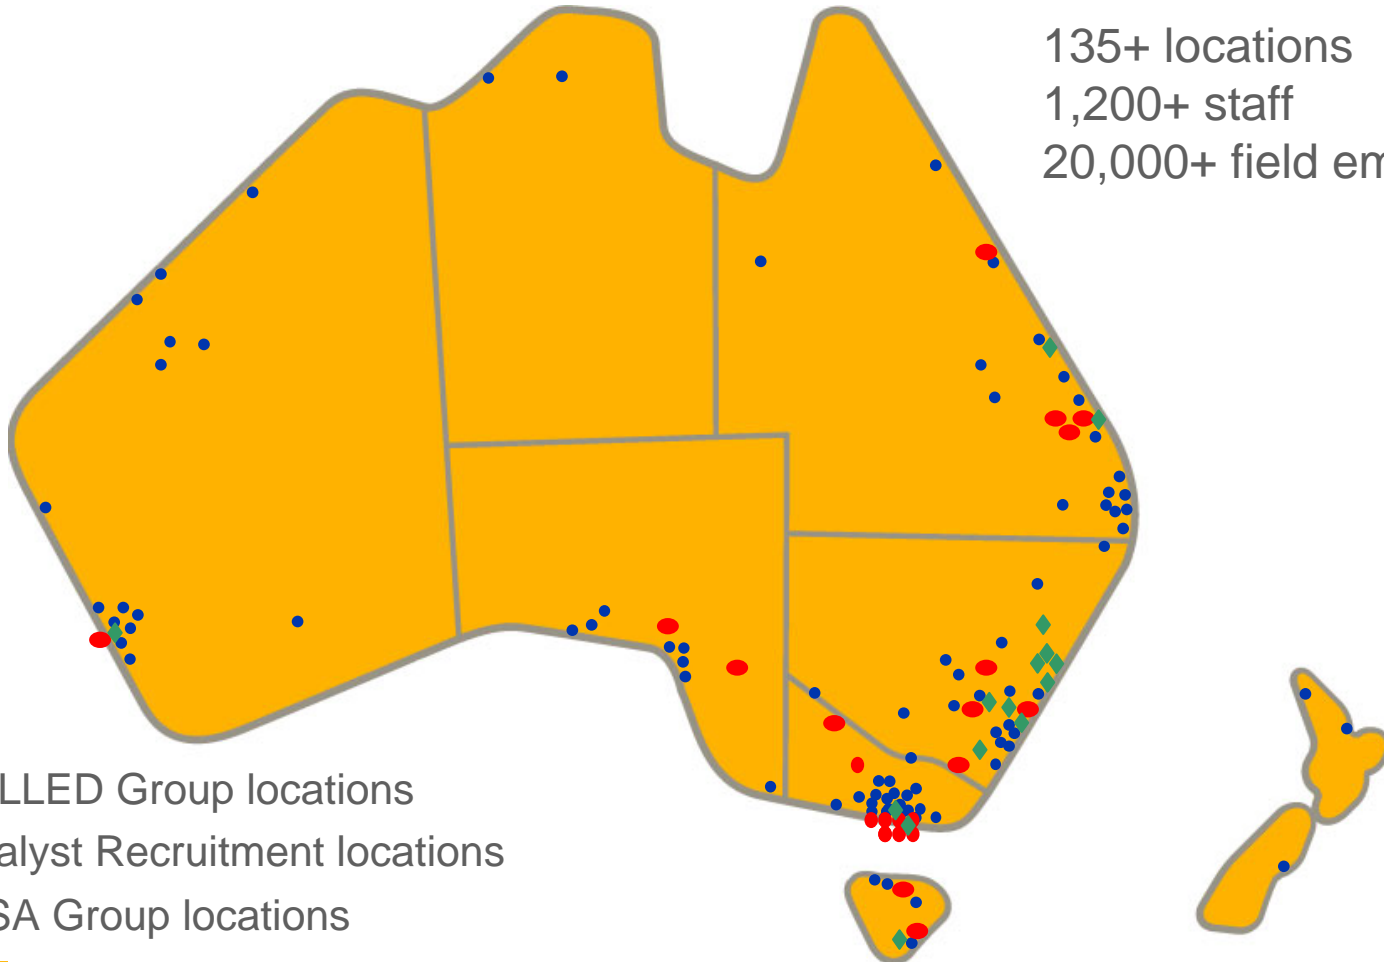 135+ locations
1,200+ staff
20,000+ field em
LLED Group locations
alyst Recruitment locations
SA Group locations